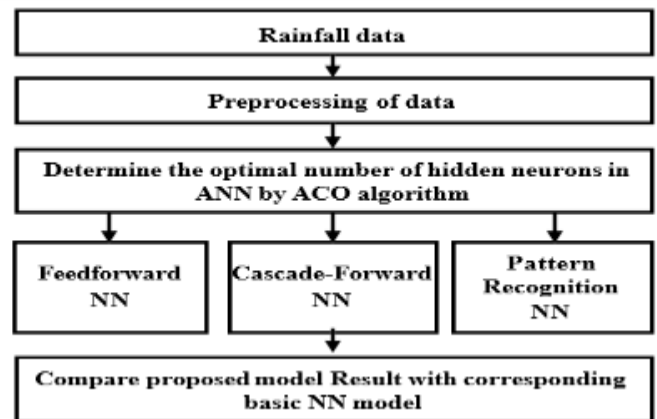 Rainfall data
Preprocessing of data
Determine the optimal number of hidden neurons in
ANN by ACO algorithm
Feedforward
NN
Cascade-Forward
NN
Pattern
Recognition
NN
Compare proposed model Result with corresponding
basic NN model